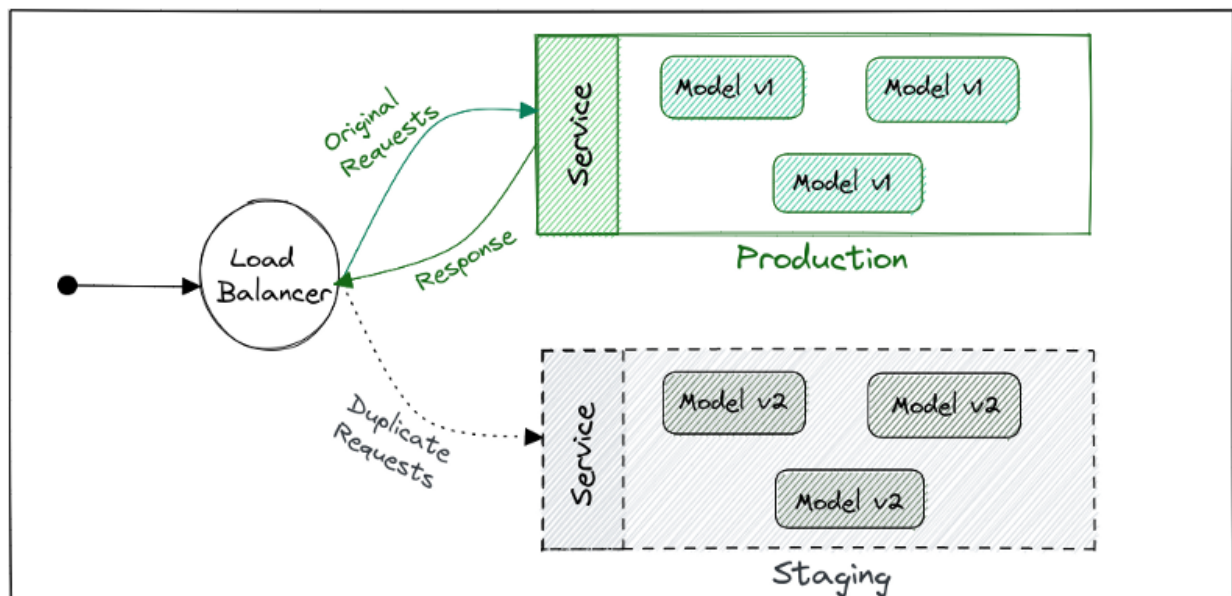 Original
Requests
Service
Model v1
Model v1
Model v1
Production
Load
Balancer
Response
Duplicate
Requests
Service
Model v2
Model v2
Model v2
Staging